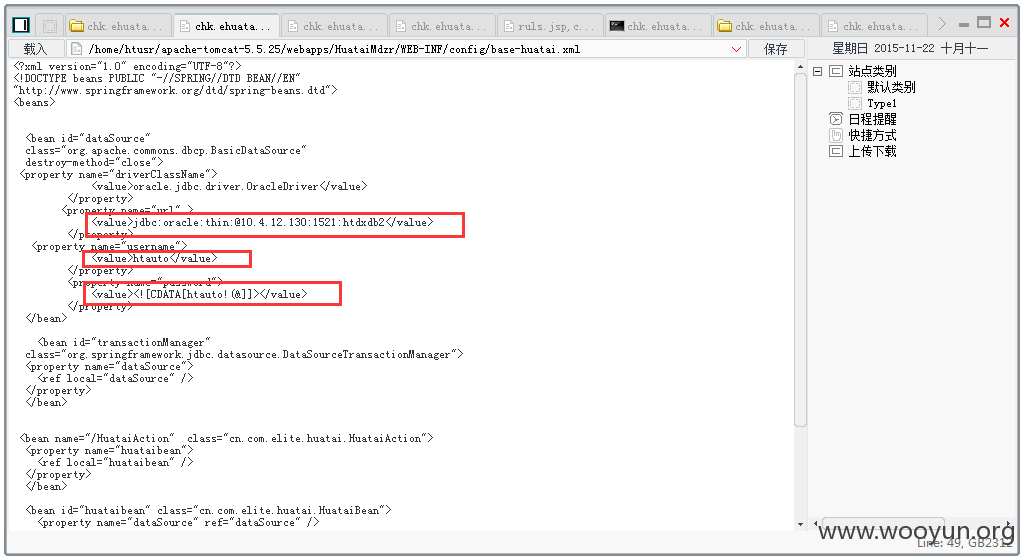 chk.ehuata...
chk.ehuata...
chk.ehuata...
chk.ehuata...
ruls.jsp, c...
chk.ehuata...
chk.ehuata...
chk.ehuata...
载入
/home/htusr/apache-tomcat-5.5.25/webapps/HuataiMdzr/WEB-INF/config/base-huatai.xml
保存
星期日 2015-11-22 十月十一
<?xml version="1.0" encoding="UTF-8"?>
<!DOCTYPE beans PUBLIC "-//SPRING//DTD BEAN//EN"
"http://www.springframework.org/dtd/spring-beans.dtd">
<beans>
<bean id="dataSource"
class="org.apache.commons.dbcp.BasicDataSource"
destroy-method="close">
<property name="driverClassName">
<value>oracle.jdbc.driver.OracleDriver</value>
</property>
<property name="url" >
<value>jdbc:oracle:thin:@10.4.12.130:1521:htdxdb2</value>
</property>
<property name="username">
<value>htauto</value>
</property>
<property name="password">
<value><![CDATA[htauto!(&]]></value>
</property>
</bean>
<bean id="transactionManager"
class="org.springframework.jdbc.datasource.DataSourceTransactionManager">
<property name="dataSource">
<ref local="dataSource" />
</property>
</bean>
<bean name="/HuataiAction" class="cn.com.elite.huatai.HuataiAction">
<property name="huataibean">
<ref local="huataibean" />
</property>
</bean>
<bean id="huataibean" class="cn.com.elite.huatai.HuataiBean">
<property name="dataSource" ref="dataSource" />
站点类别
默认类别
Type1
日程提醒
快捷方式
上传下载
www.wooyun.org
Line: 49, GB2312